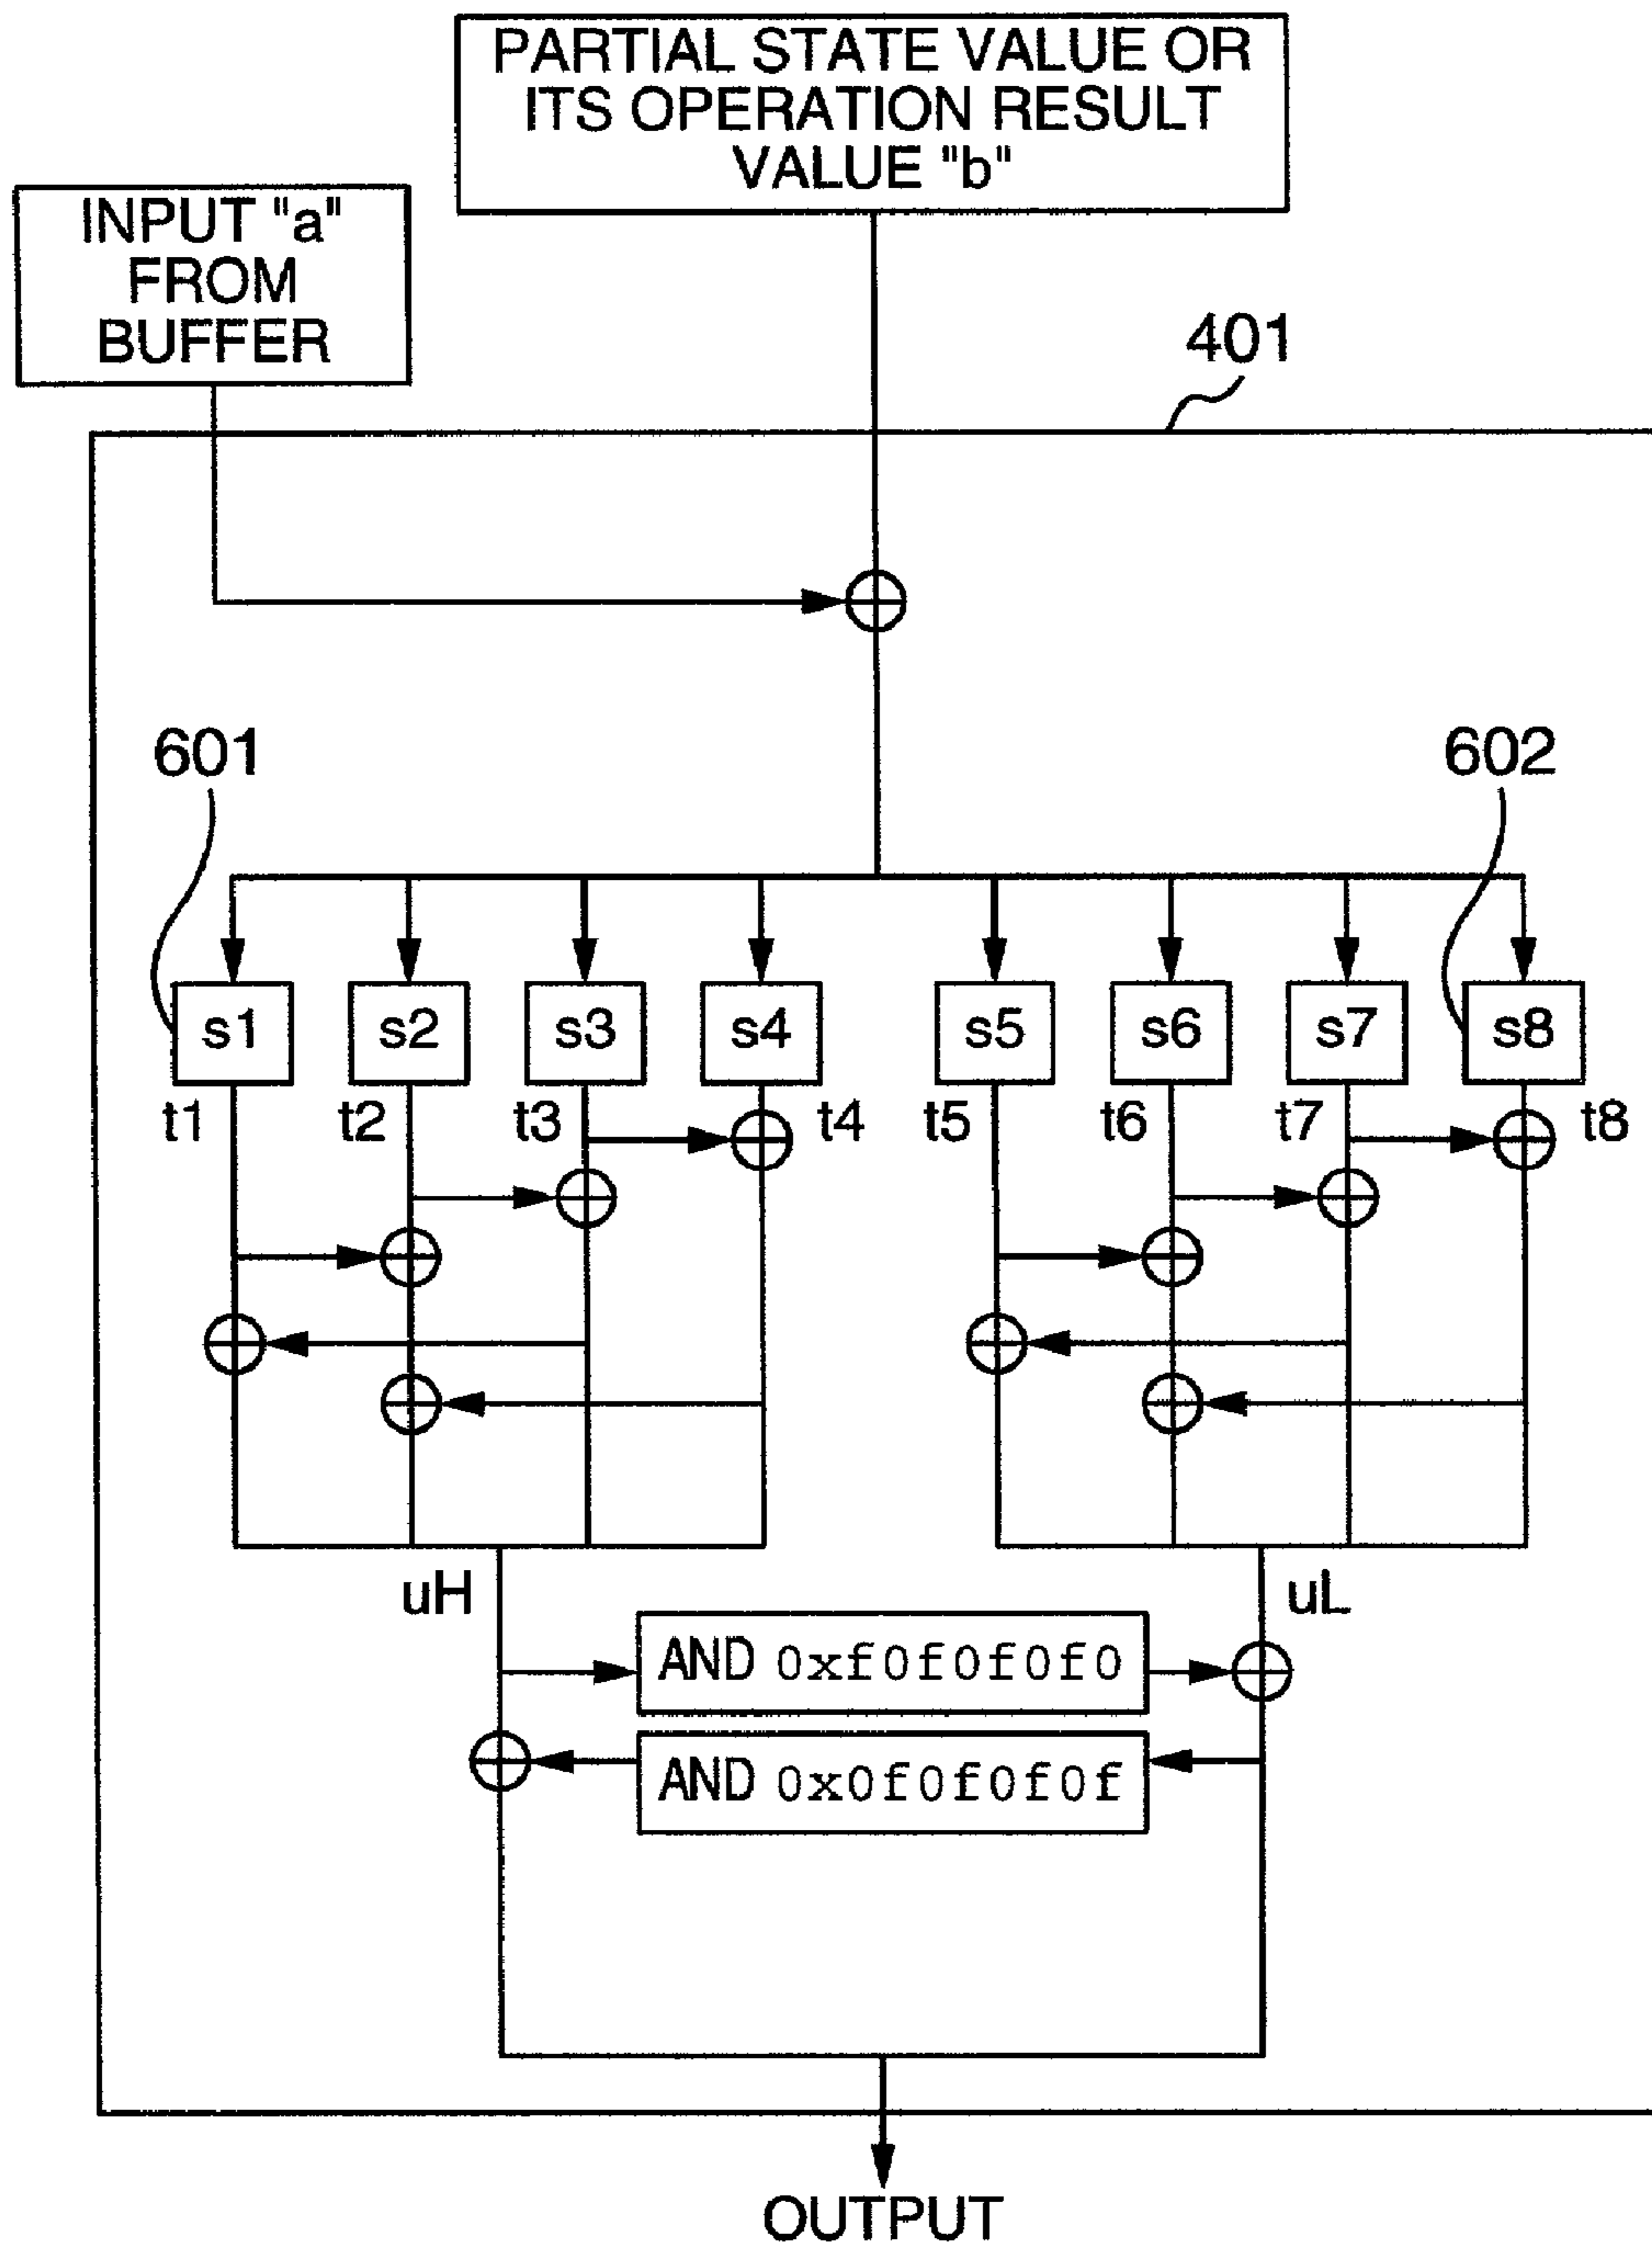 PARTIAL STATE VALUE OR
ITS OPERATION RESULT
VALUE "b"
INPUT "a"
FROM
BUFFER
401
601
602
s1 s2 s3 s4 s5 s6 s7 s8
t1 t2 t3 t4 t5 t6 t7 t8
uH uL
AND 0xf0f0f0f0
AND 0x0f0f0f0f
OUTPUT